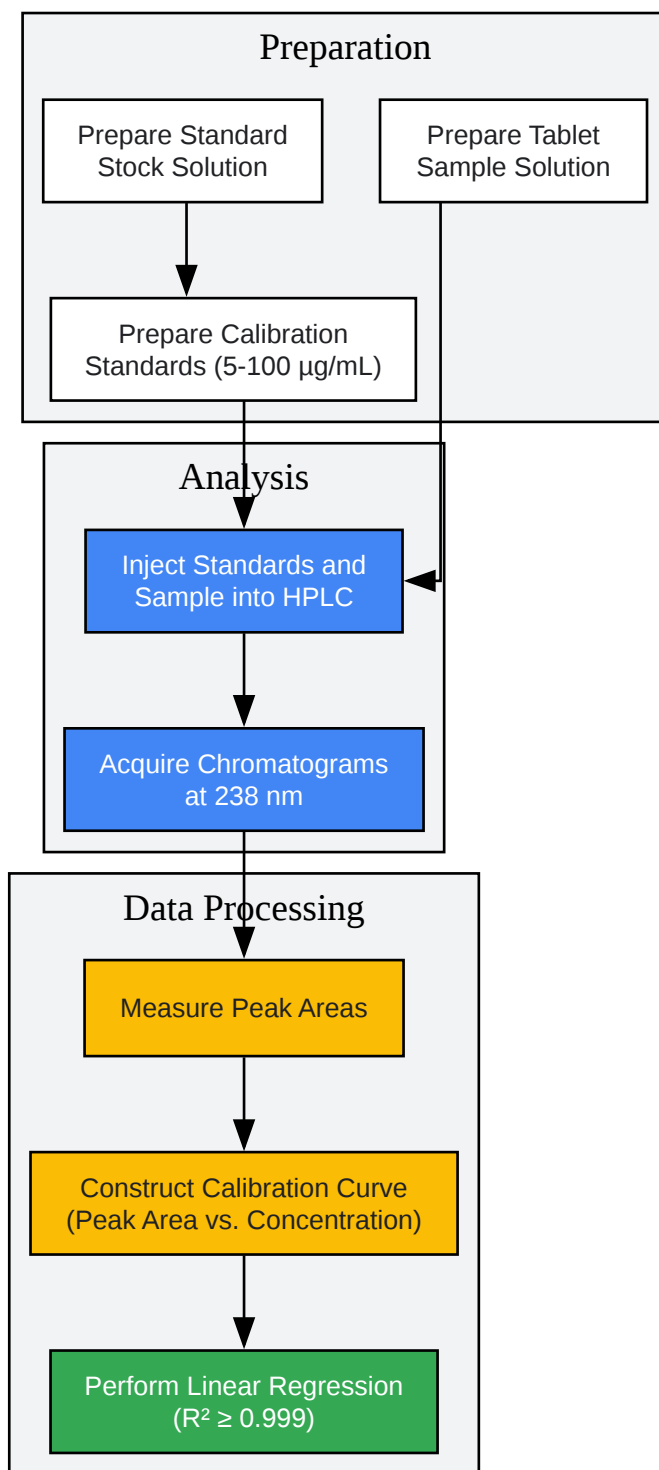 Preparation
Prepare Standard
Stock Solution
Prepare Tablet
Sample Solution
Prepare Calibration
Standards (5-100 µg/mL)
Analysis
Inject Standards and
Sample into HPLC
Acquire Chromatograms
at 238 nm
Data Processing
Measure Peak Areas
Construct Calibration Curve
(Peak Area vs. Concentration)
Perform Linear Regression
(R² ≥ 0.999)